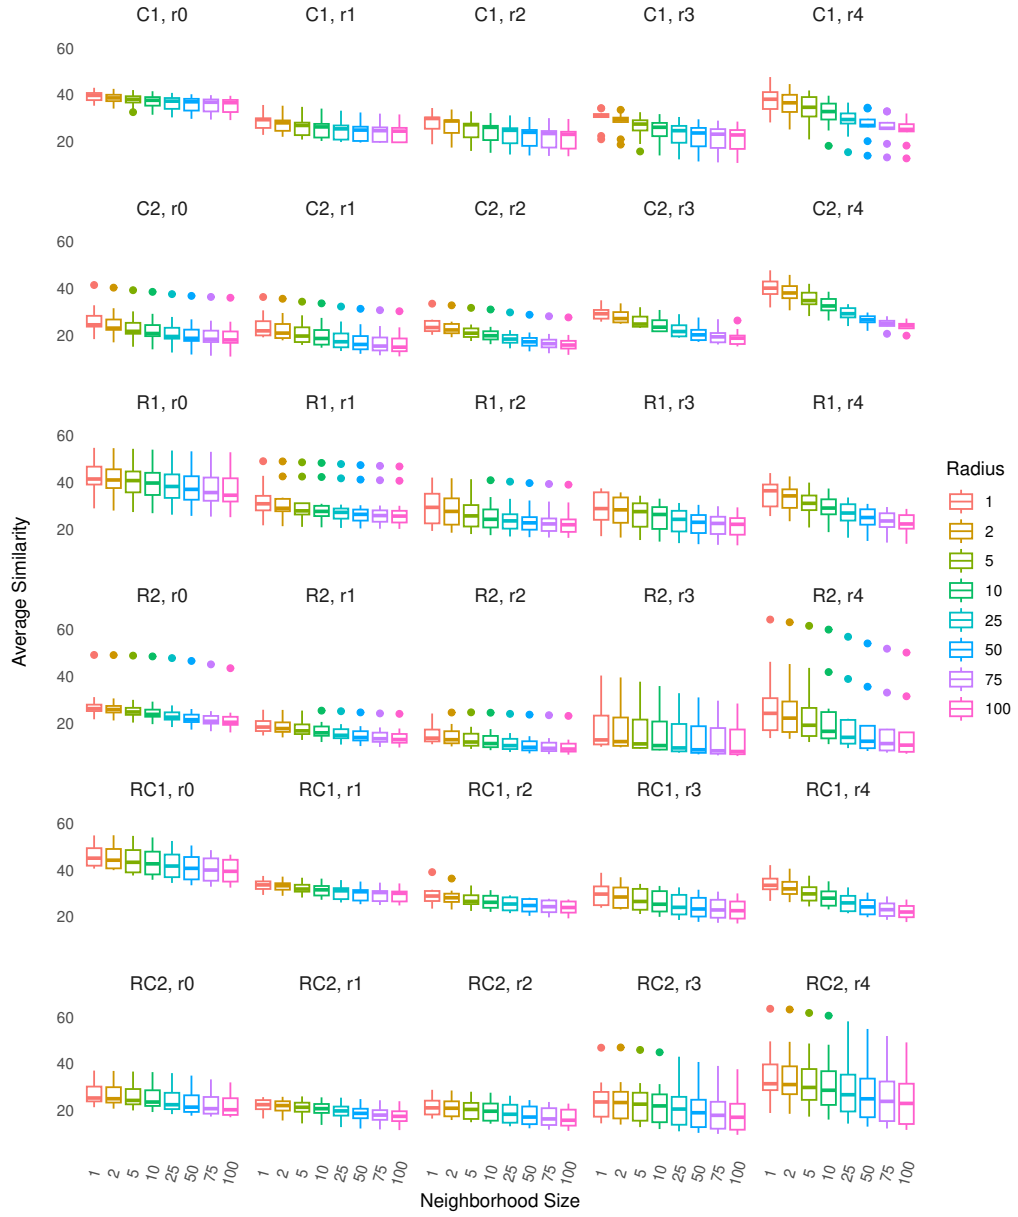 C1, r0 C1, r1 C1, r2 C1, r3 C1, r4
60
40
20
C2, r0 C2, r1 C2, r2 C2, r3 C2, r4
60
40
20
R1, r0 R1, r1 R1, r2 R1, r3 R1, r4
60
40
20
R2, r0 R2, r1 R2, r2 R2, r3 R2, r4
60
40
20
RC1, r0 RC1, r1 RC1, r2 RC1, r3 RC1, r4
60
40
20
RC2, r0 RC2, r1 RC2, r2 RC2, r3 RC2, r4
60
40
20
1 2 5 10 25 50 75 100 1 2 5 10 25 50 75 100 1 2 5 10 25 50 75 100 1 2 5 10 25 50 75 100 1 2 5 10 25 50 75 100
Neighborhood Size
Average Similarity
Radius
1
2
5
10
25
50
75
100